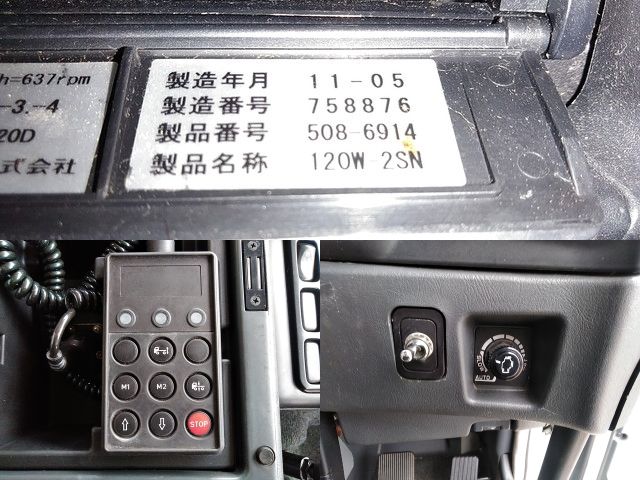 h=637rpm
-3.-4
20D
式会社
製造年月 11-05
製造番号 758876
製品番号 508-6914
製品名称 120W-2SN
M1 M2
STOP
AUTO